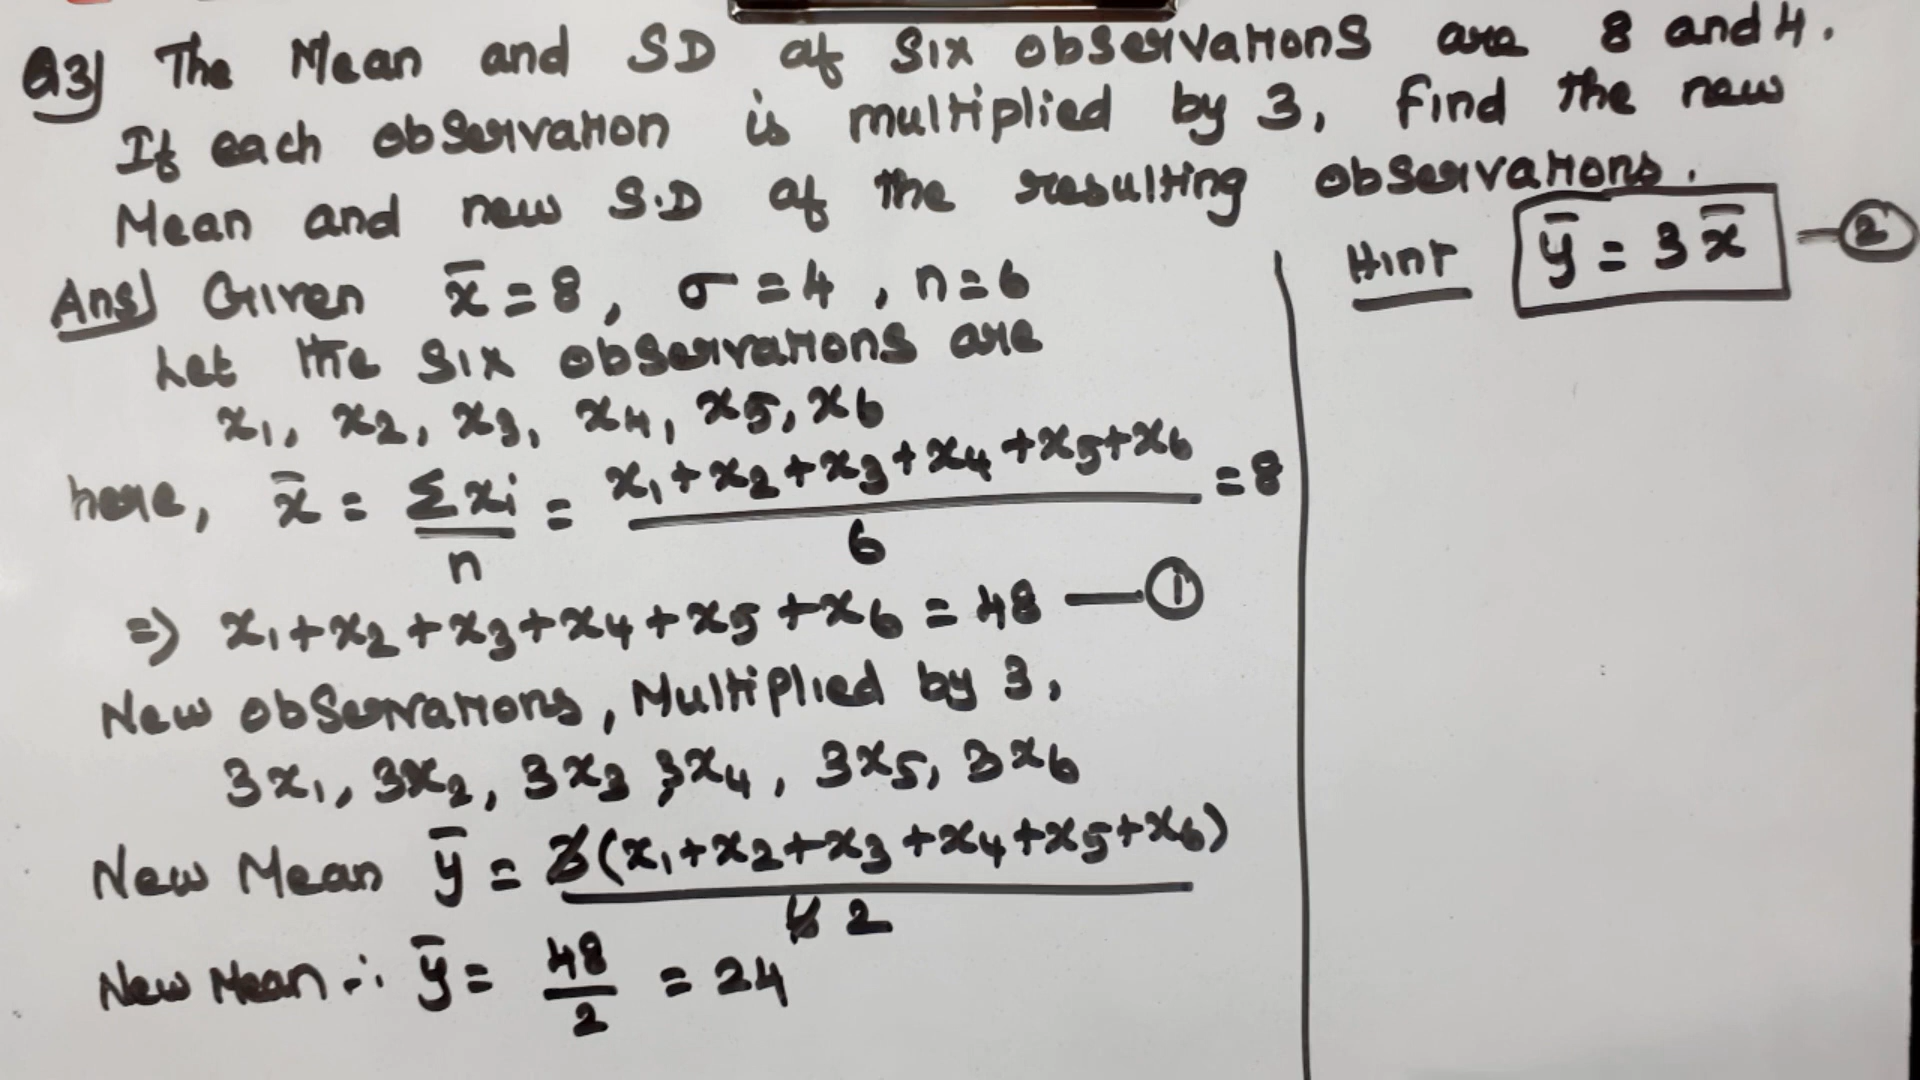 Q3) The Mean and SD of Six observations are 8 and 4.
If each observation is multiplied by 3, find the new
Mean and new S.D of the resulting observations.
Ans) Given x̄ = 8, σ = 4, n = 6
Let the six observations are
x₁, x₂, x₃, x₄, x₅, x₆
here, x̄ = Σxi/n = (x₁+x₂+x₃+x₄+x₅+x₆)/6 = 8
⇒ x₁+x₂+x₃+x₄+x₅+x₆ = 48 —①
New observations, Multiplied by 3,
3x₁, 3x₂, 3x₃, 3x₄, 3x₅, 3x₆
New Mean ȳ = 3(x₁+x₂+x₃+x₄+x₅+x₆)/6 2
New Mean ∴ ȳ = 48/2 = 24
Hint ȳ = 3x̄ —②